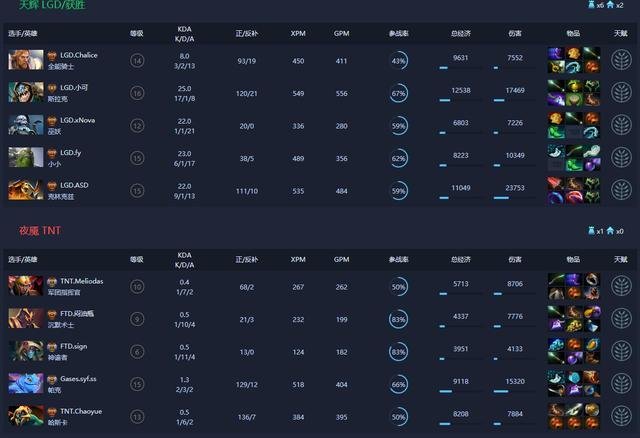 天辉 LGD/获胜 x6 x2
选手/英雄 等级 KDA K/D/A 正/反补 XPM GPM 参战率 总经济 伤害 物品 天赋
LGD.Chalice 全能骑士 14 8.0 3/2/13 93/19 450 411 43% 9631 7552
LGD.小可 斯拉克 16 25.0 17/1/8 120/21 549 556 67% 12538 17469
LGD.xNova 巫妖 12 22.0 1/1/21 20/0 336 280 59% 6803 7226
LGD.fy 小小 15 23.0 6/1/17 38/5 489 356 62% 8223 10349
LGD.ASD 克林克兹 15 22.0 9/1/13 111/10 535 484 59% 11049 23753
夜魇 TNT x1 x0
选手/英雄 等级 KDA K/D/A 正/反补 XPM GPM 参战率 总经济 伤害 物品 天赋
TNT.Meliodas 军团指挥官 10 0.4 1/7/2 68/2 267 262 50% 5713 8706
FTD.闷油瓶 沉默术士 9 0.5 1/10/4 21/3 232 199 83% 4337 7776
FTD.sign 神谕者 6 0.5 1/11/4 13/0 124 182 83% 3951 4133
Gases.syf.ss 帕克 15 1.3 2/3/2 129/12 518 404 66% 9118 15320
TNT.Chaoyue 哈斯卡 13 0.5 1/6/2 136/7 384 395 50% 8208 7884